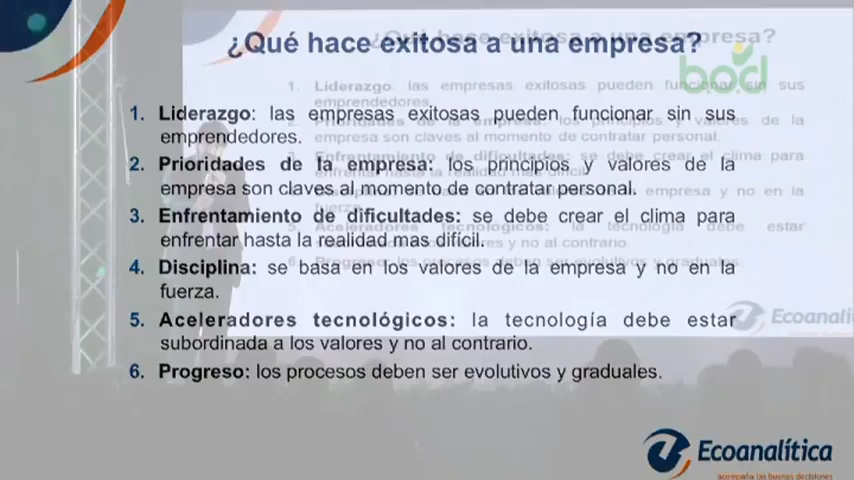 ¿Qué hace exitosa a una empresa?
b.o.d
1. Liderazgo: las empresas exitosas pueden funcionar sin sus
emprendedores.
2. Prioridades de la empresa: los principios y valores de la
empresa son claves al momento de contratar personal.
3. Enfrentamiento de dificultades: se debe crear el clima para
enfrentar hasta la realidad mas difícil.
4. Disciplina: se basa en los valores de la empresa y no en la
fuerza.
5. Aceleradores tecnológicos: la tecnología debe estar
subordinada a los valores y no al contrario.
6. Progreso: los procesos deben ser evolutivos y graduales.
Ecoanalítica
Ecoanalítica
acompaña las buenas decisiones